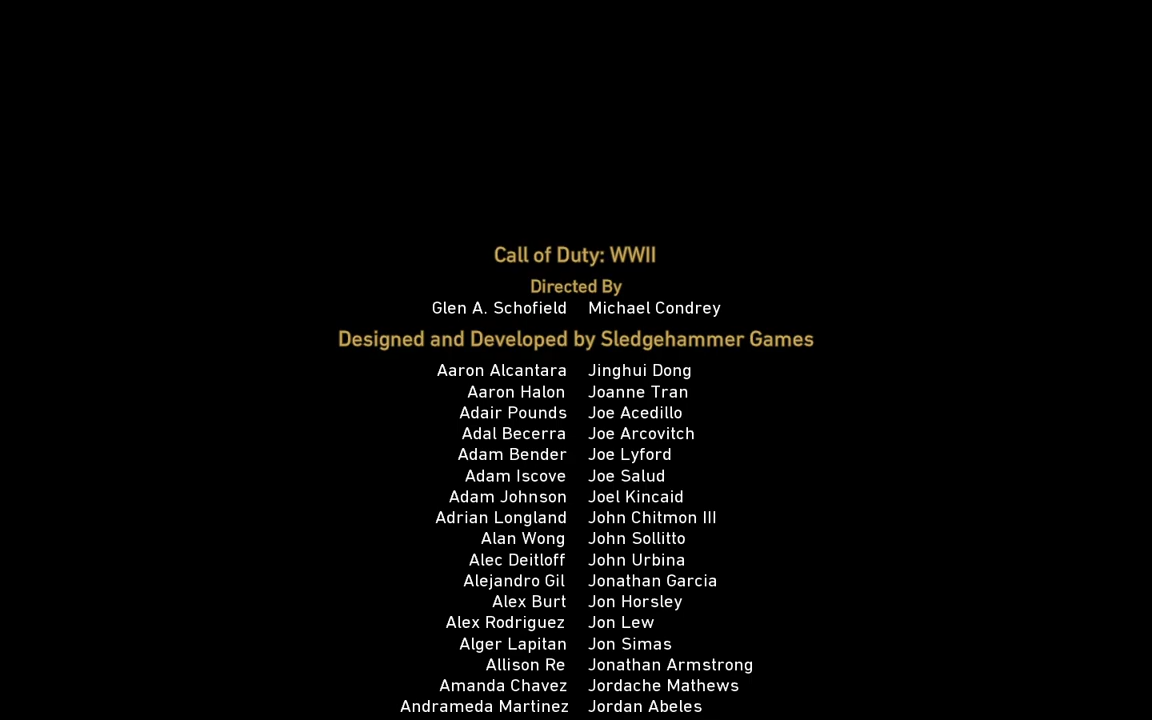 Call of Duty: WWII
Directed By
Glen A. Schofield Michael Condrey
Designed and Developed by Sledgehammer Games
Aaron Alcantara Jinghui Dong
Aaron Halon Joanne Tran
Adair Pounds Joe Acedillo
Adal Becerra Joe Arcovitch
Adam Bender Joe Lyford
Adam Iscove Joe Salud
Adam Johnson Joel Kincaid
Adrian Longland John Chitmon III
Alan Wong John Sollitto
Alec Deitloff John Urbina
Alejandro Gil Jonathan Garcia
Alex Burt Jon Horsley
Alex Rodriguez Jon Lew
Alger Lapitan Jon Simas
Allison Re Jonathan Armstrong
Amanda Chavez Jordache Mathews
Andrameda Martinez Jordan Abeles